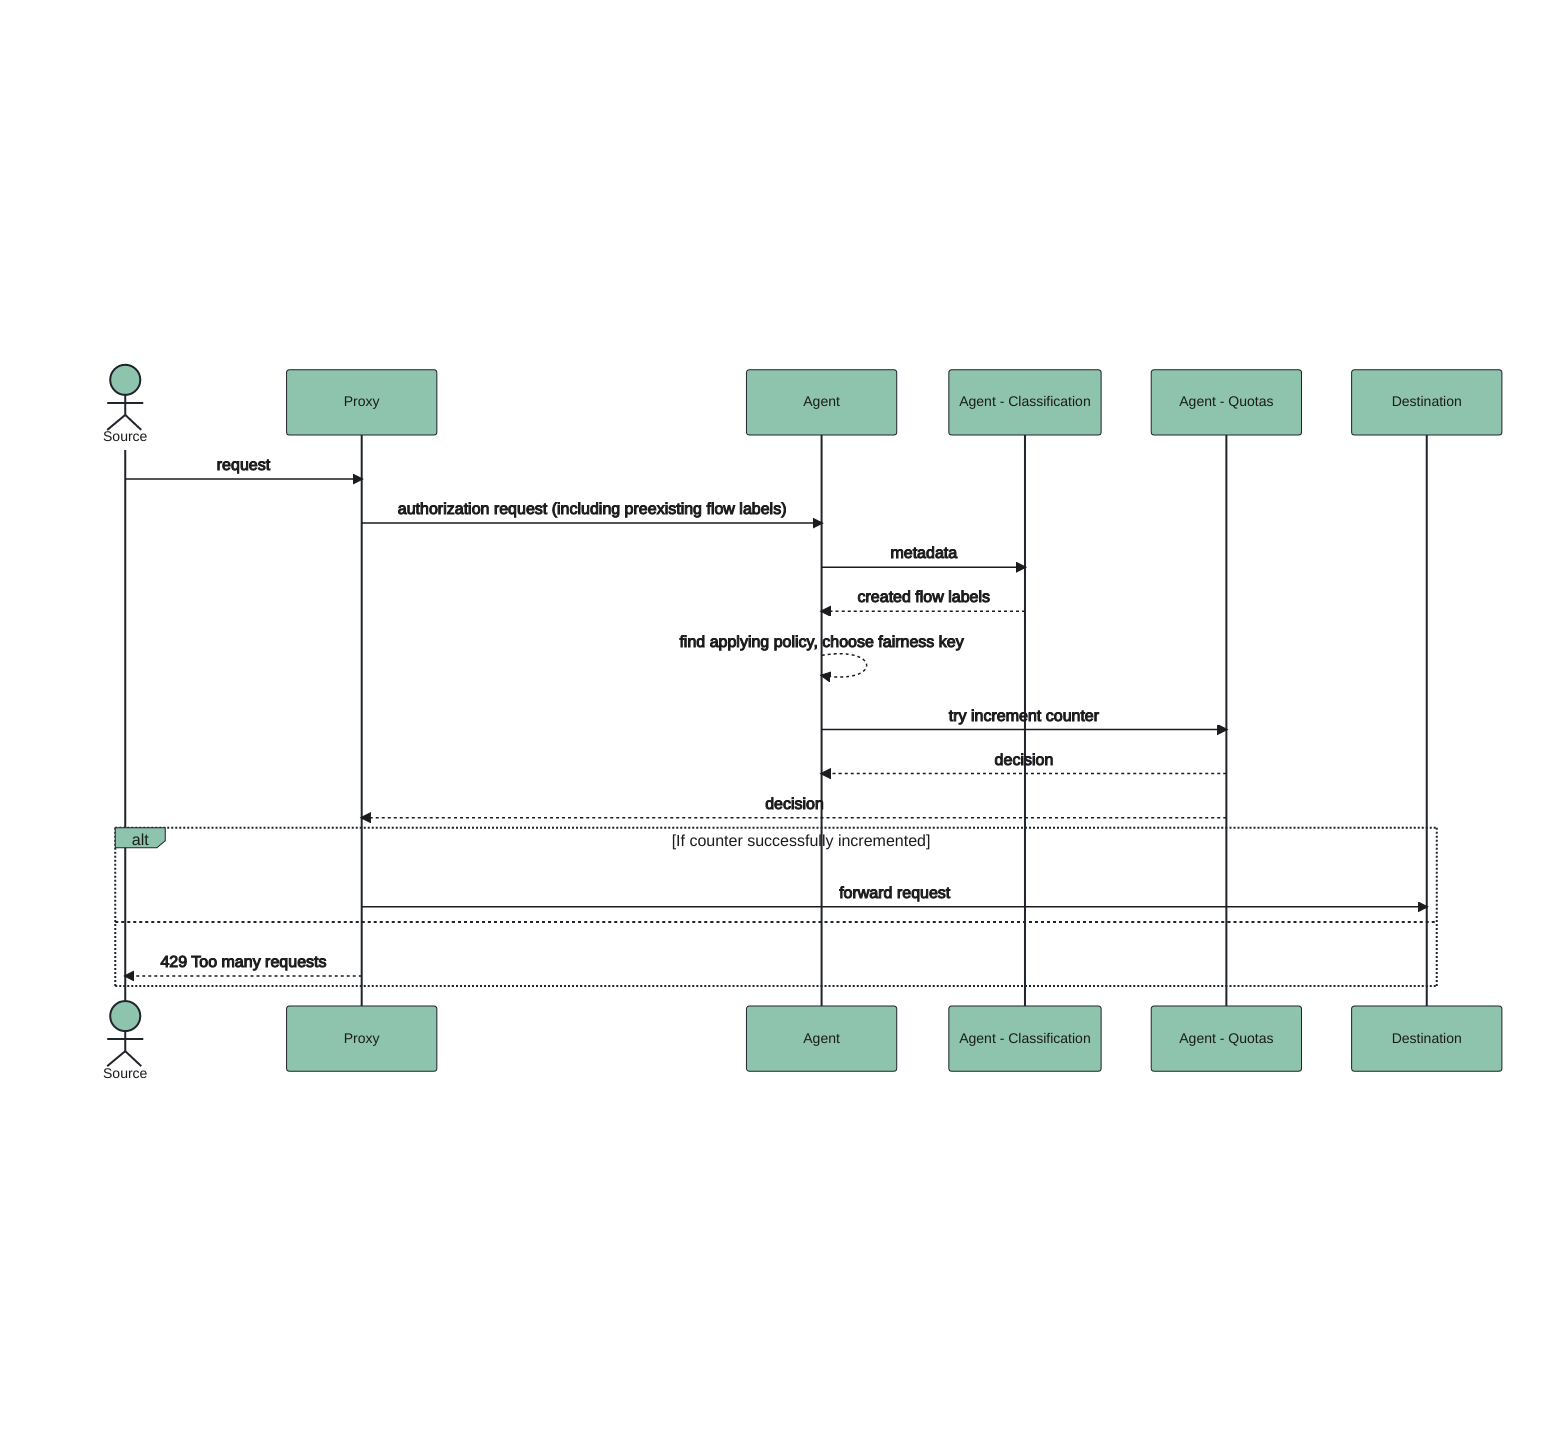 Source
Proxy
Agent
Agent - Classification
Agent - Quotas
Destination
request
authorization request (including preexisting flow labels)
metadata
created flow labels
find applying policy, choose fairness key
try increment counter
decision
decision
alt
[If counter successfully incremented]
forward request
429 Too many requests
Source
Proxy
Agent
Agent - Classification
Agent - Quotas
Destination